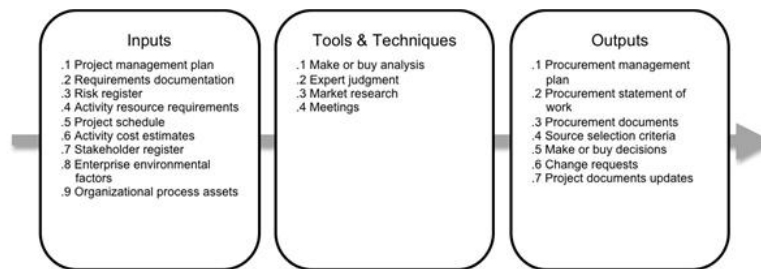 Inputs
.1 Project management plan
.2 Requirements documentation
.3 Risk register
.4 Activity resource requirements
.5 Project schedule
.6 Activity cost estimates
.7 Stakeholder register
.8 Enterprise environmental
factors
.9 Organizational process assets
Tools & Techniques
.1 Make or buy analysis
.2 Expert judgment
.3 Market research
.4 Meetings
Outputs
.1 Procurement management
plan
.2 Procurement statement of
work
.3 Procurement documents
.4 Source selection criteria
.5 Make or buy decisions
.6 Change requests
.7 Project documents updates